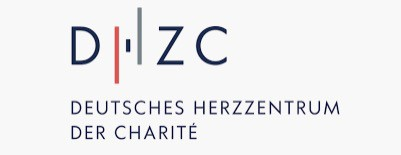 DHZC
DEUTSCHES HERZZENTRUM
DER CHARITÉ